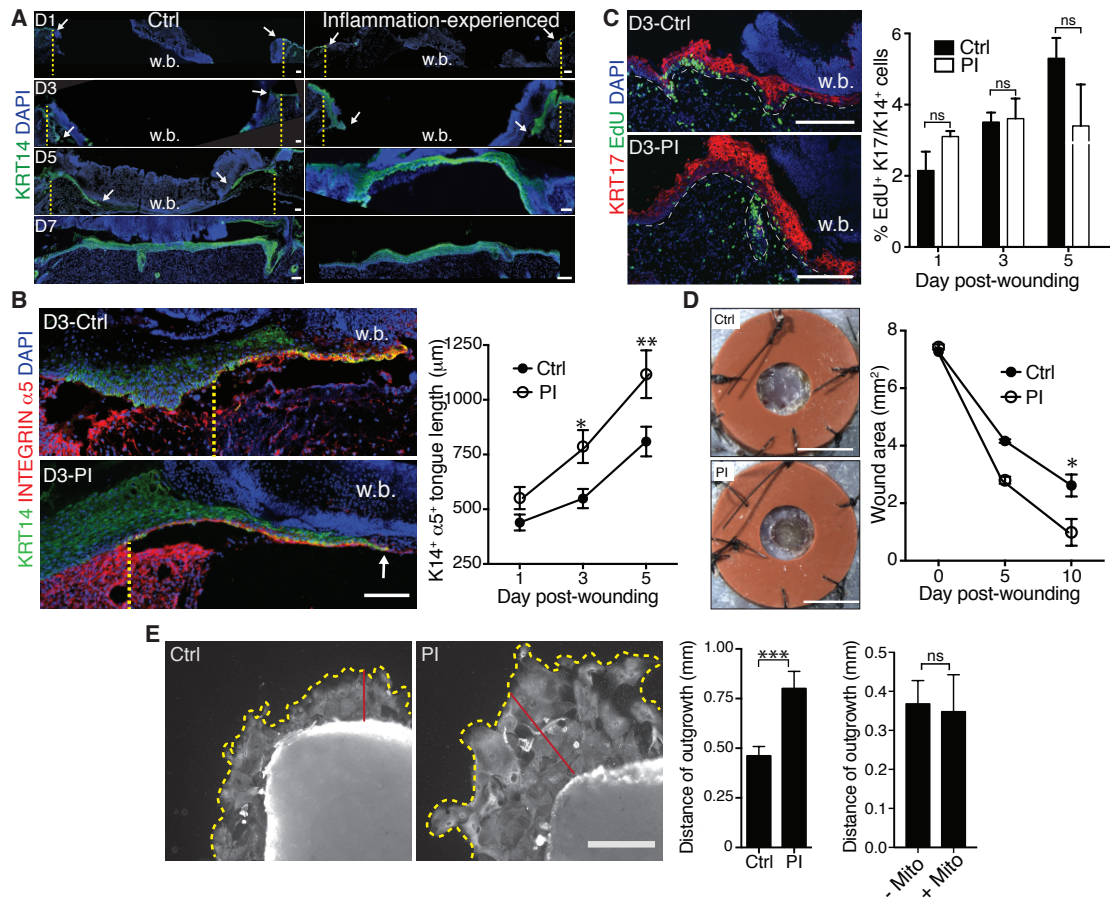 A
Ctrl
Inflammation-experienced
D1
w.b.
w.b.
D3
w.b.
w.b.
D5
w.b.
D7
KRT14 DAPI
B
D3-Ctrl
w.b.
D3-PI
w.b.
KRT14 INTEGRIN α5 DAPI
K14+ α5+ tongue length (μm)
1250
1000
750
500
250
Ctrl
PI
*
**
1
3
5
Day post-wounding
C
D3-Ctrl
w.b.
D3-PI
w.b.
KRT17 EdU DAPI
% EdU+ K17/K14+ cells
6
4
2
0
Ctrl
PI
ns
ns
ns
1
3
5
Day post-wounding
D
Ctrl
PI
Wound area (mm²)
8
6
4
2
0
Ctrl
PI
*
0
5
10
Day post-wounding
E
Ctrl
PI
Distance of outgrowth (mm)
1.00
0.75
0.50
0.25
0
***
Ctrl
PI
Distance of outgrowth (mm)
0.5
0.4
0.3
0.2
0.1
0.0
ns
- Mito
+ Mito